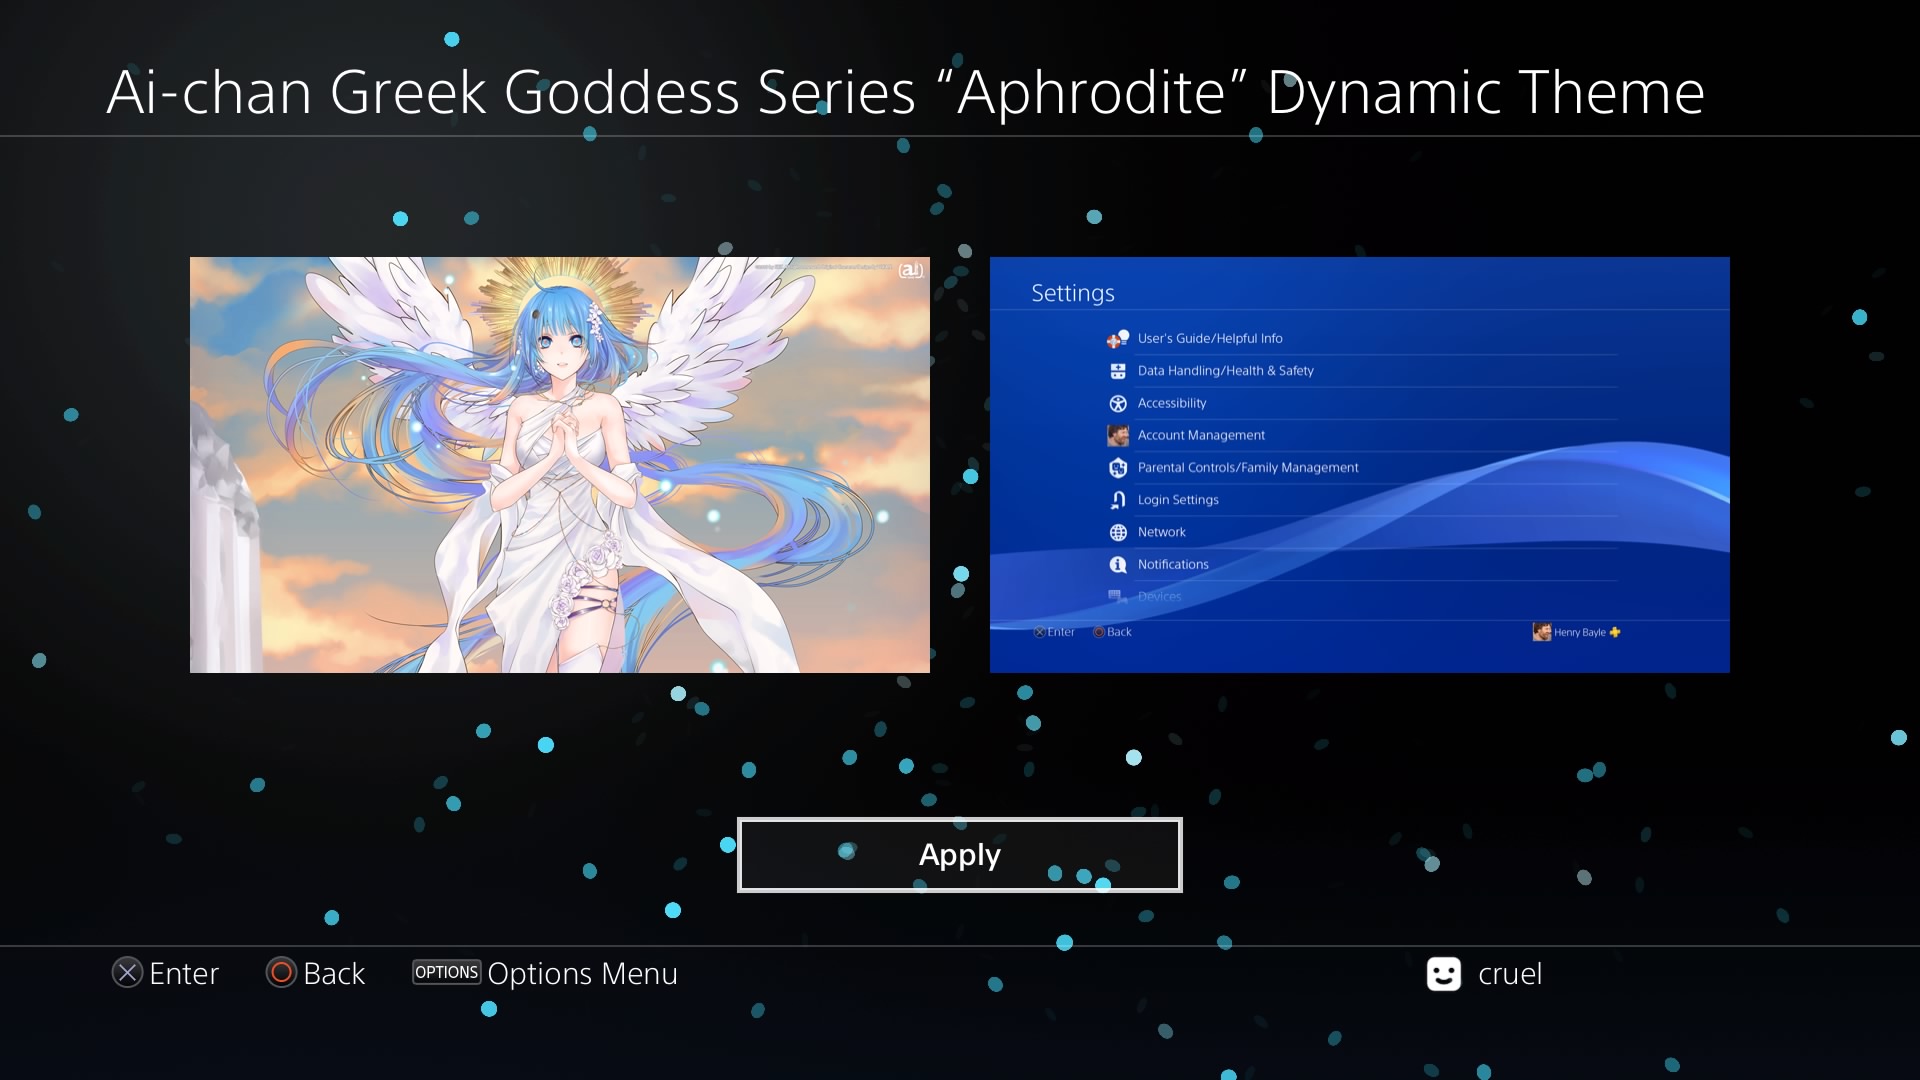 Ai-chan Greek Goddess Series “Aphrodite” Dynamic Theme
(ai)
Settings
User's Guide/Helpful Info
Data Handling/Health & Safety
Accessibility
Account Management
Parental Controls/Family Management
Login Settings
Network
Notifications
Devices
Enter
Back
Henry Bayle
Apply
Enter
Back
OPTIONS Options Menu
cruel